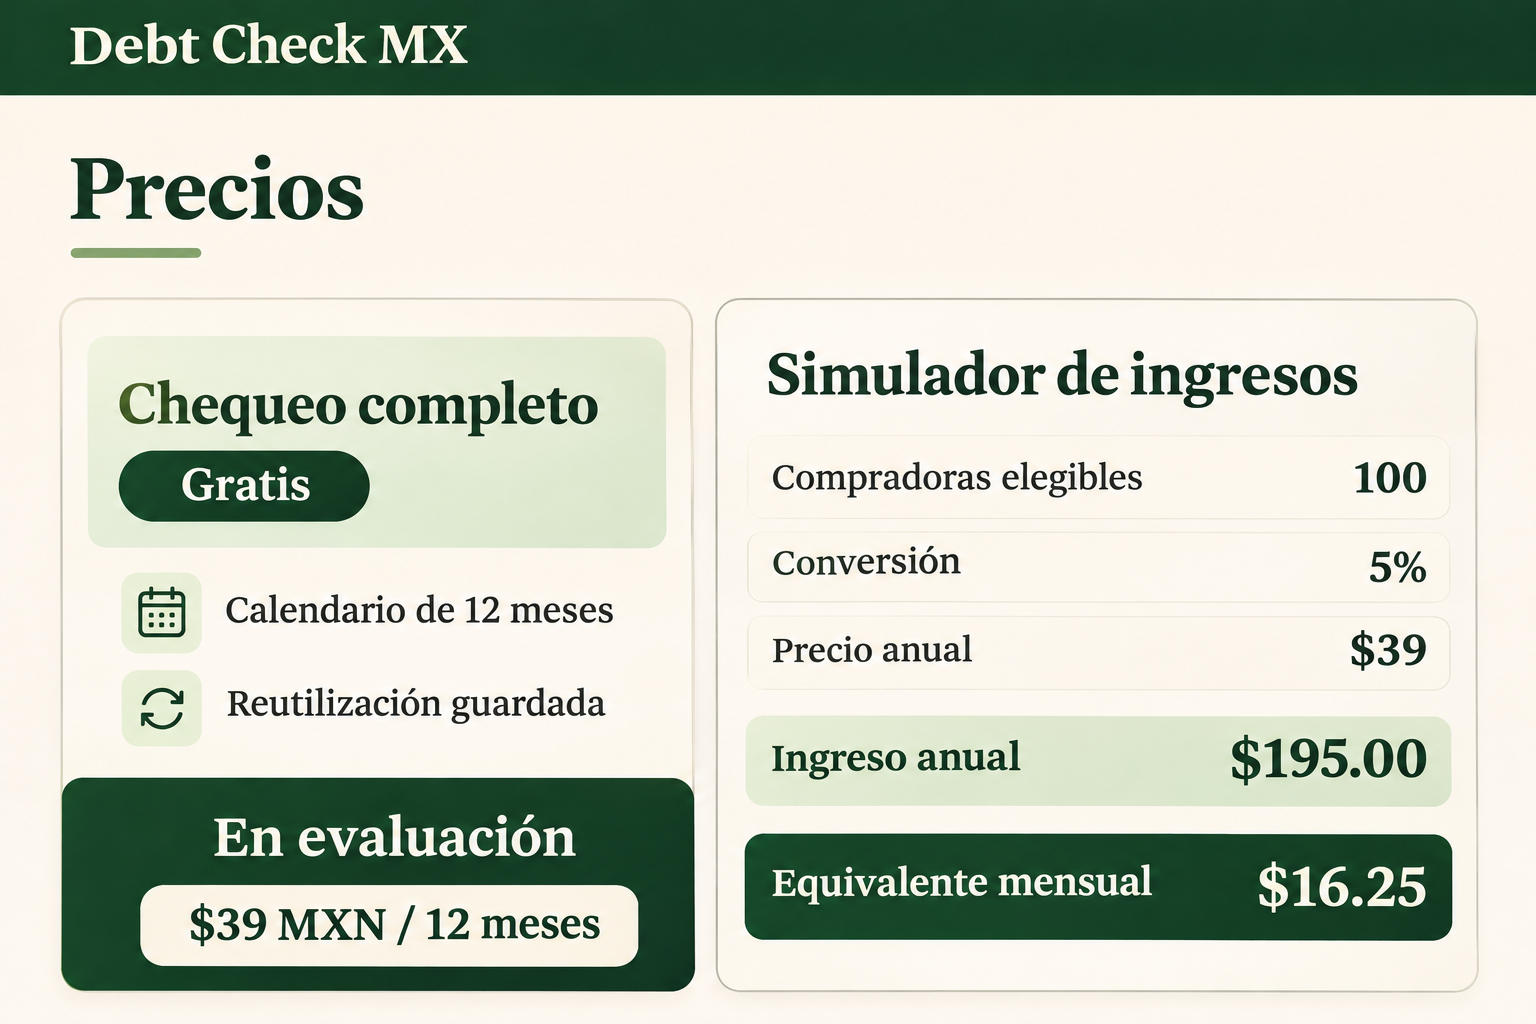 Debt Check MX
Precios
Chequeo completo
Gratis
Calendario de 12 meses
Reutilización guardada
En evaluación
$39 MXN / 12 meses
Simulador de ingresos
Compradoras elegibles 100
Conversión 5%
Precio anual $39
Ingreso anual $195.00
Equivalente mensual $16.25